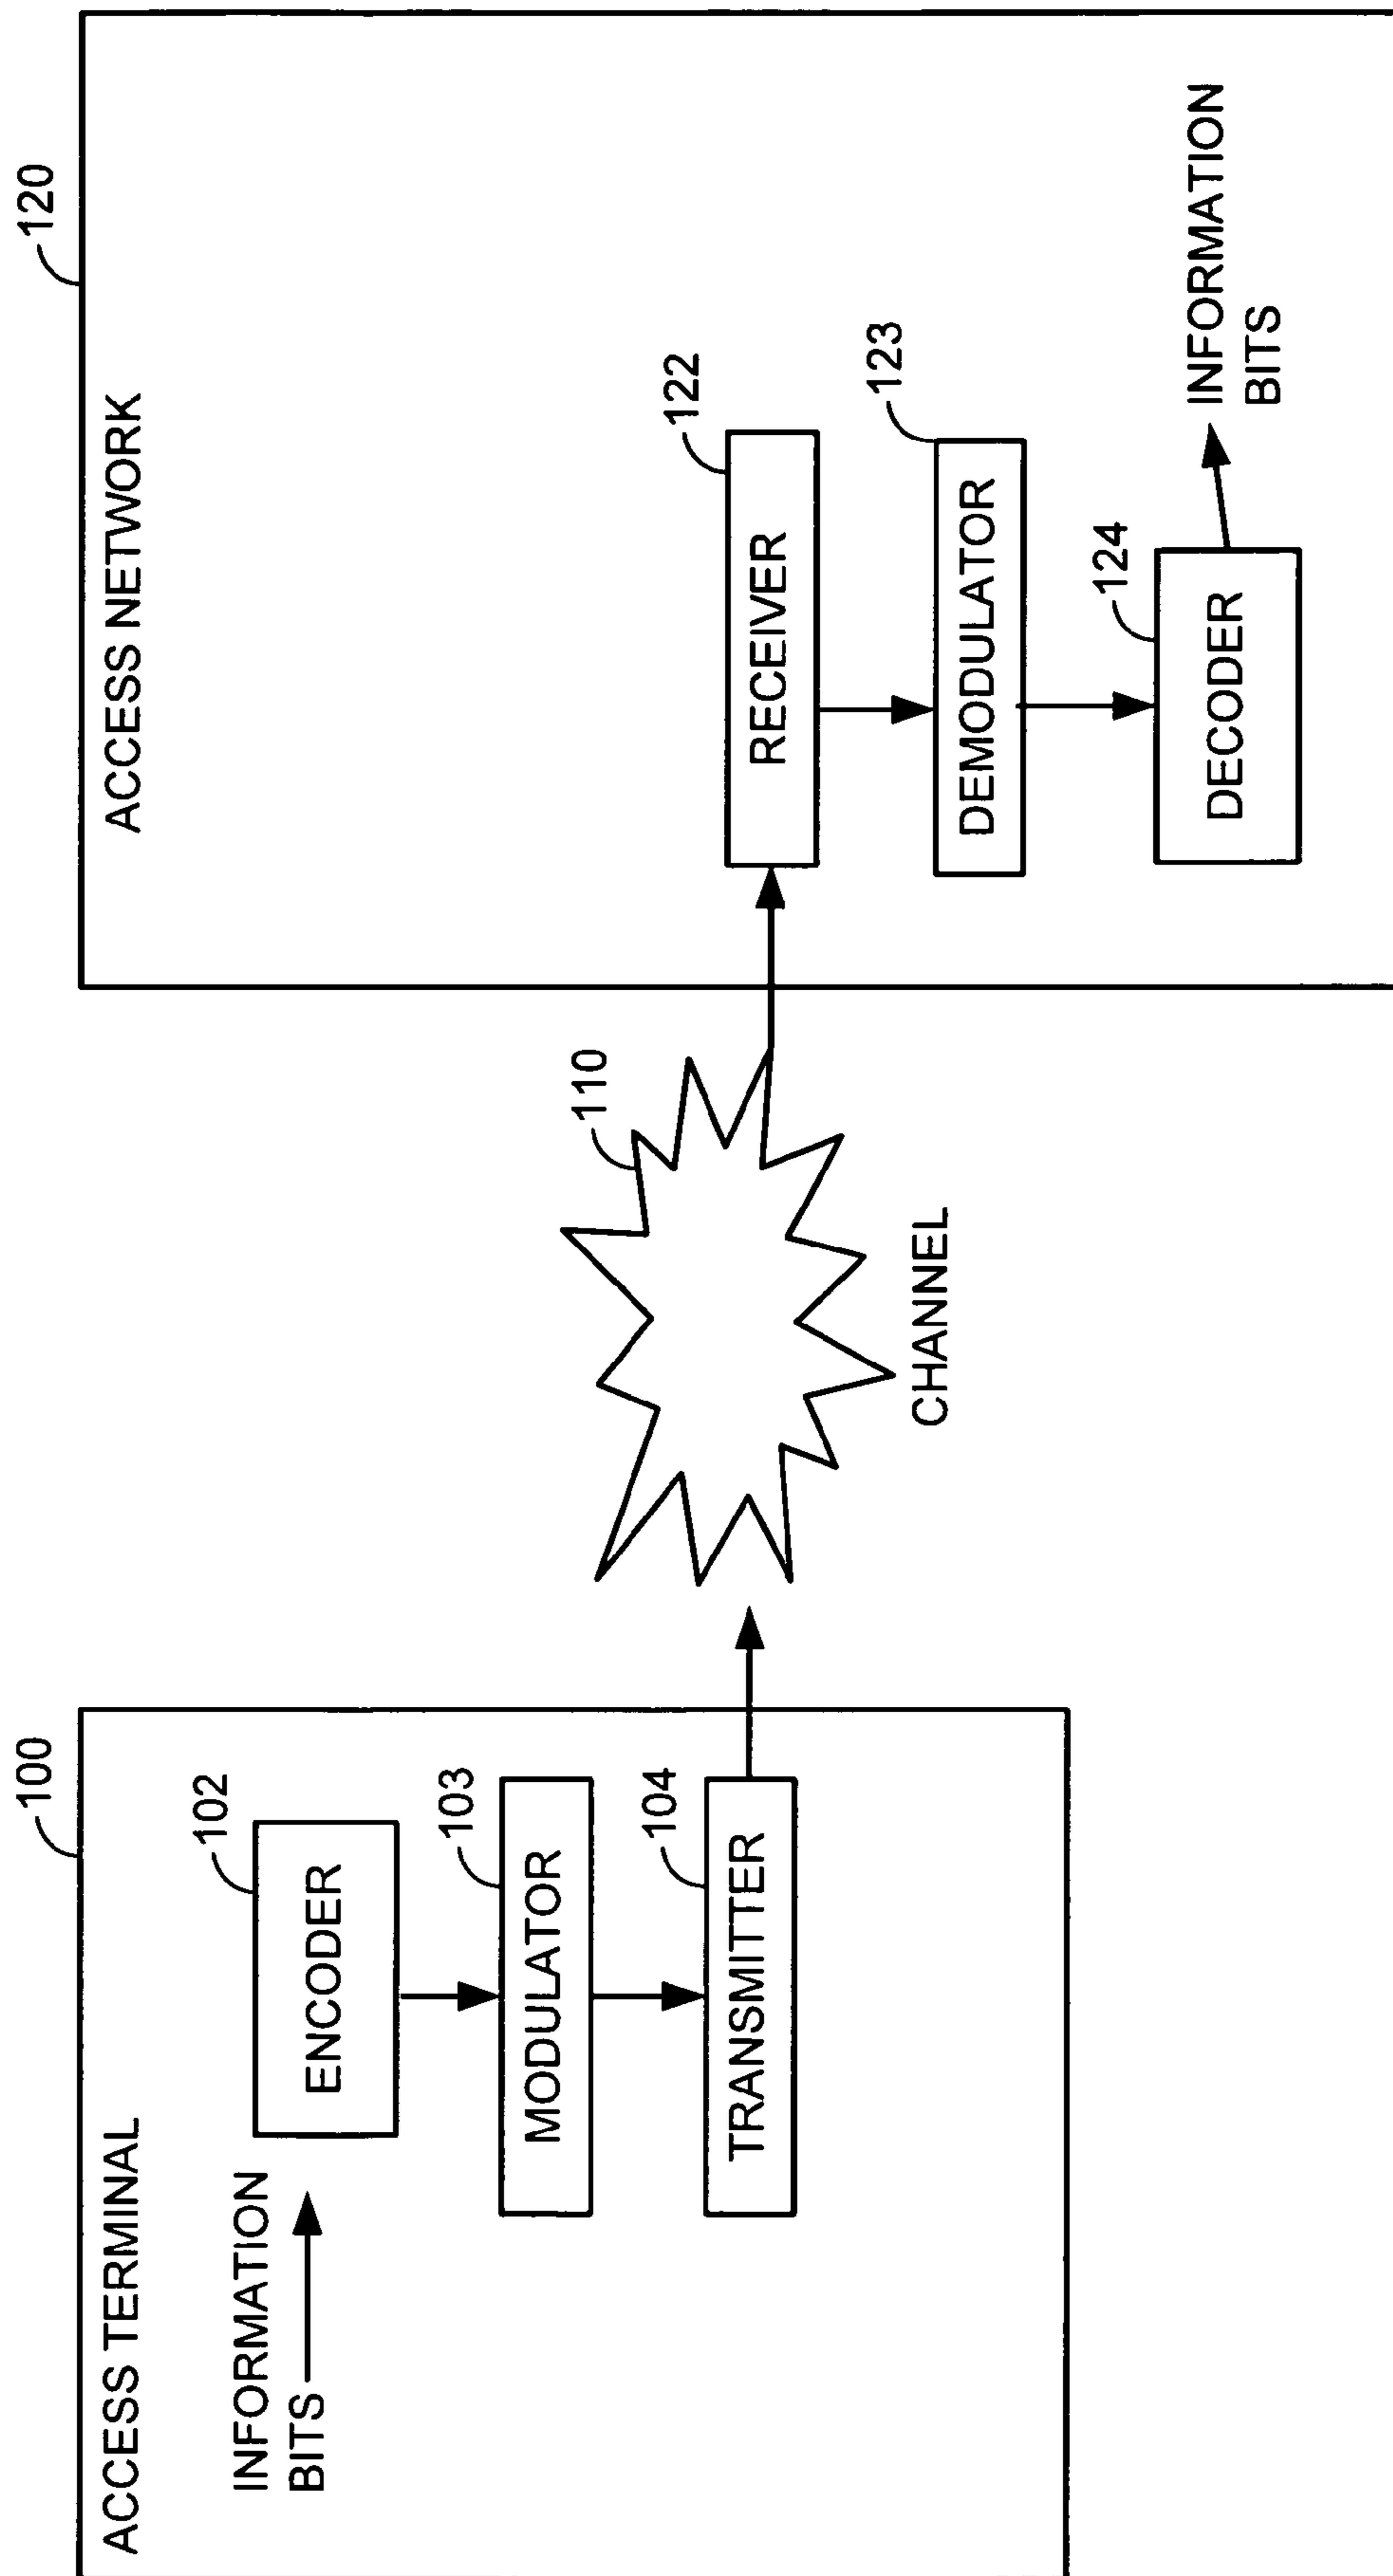 100
ACCESS TERMINAL
INFORMATION
BITS
102
ENCODER
103
MODULATOR
104
TRANSMITTER
110
CHANNEL
120
ACCESS NETWORK
122
RECEIVER
123
DEMODULATOR
124
DECODER
INFORMATION
BITS